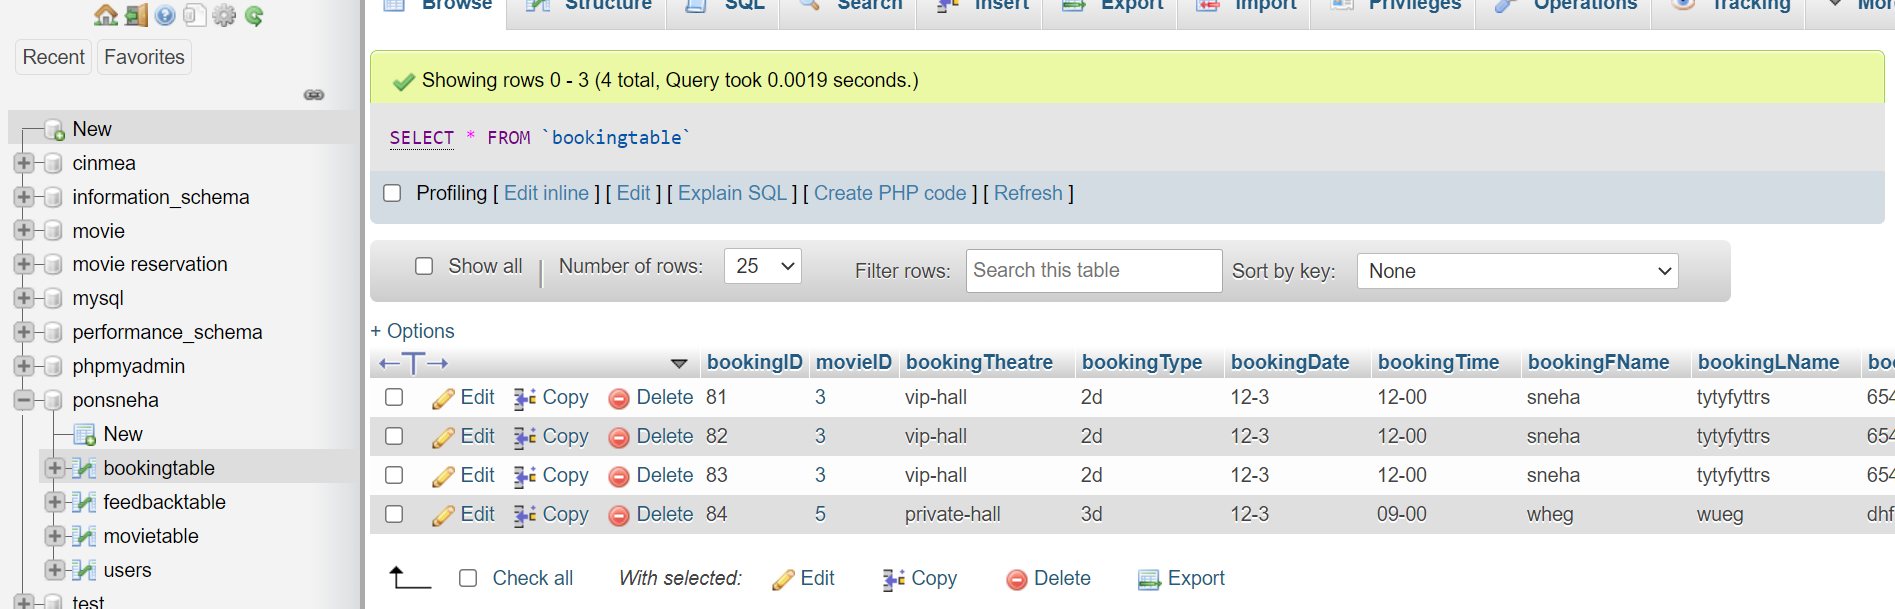 Recent Favorites
New
cinmea
information_schema
movie
movie reservation
mysql
performance_schema
phpmyadmin
ponsneha
New
bookingtable
feedbacktable
movietable
users
test
Browse Structure SQL Search Insert Export Import Privileges Operations Tracking
Showing rows 0 - 3 (4 total, Query took 0.0019 seconds.)
SELECT * FROM `bookingtable`
Profiling [ Edit inline ] [ Edit ] [ Explain SQL ] [ Create PHP code ] [ Refresh ]
Show all Number of rows: 25 Filter rows: Search this table Sort by key: None
+ Options
bookingID movieID bookingTheatre bookingType bookingDate bookingTime bookingFName bookingLName
Edit Copy Delete 81 3 vip-hall 2d 12-3 12-00 sneha tytyfyttrs 654
Edit Copy Delete 82 3 vip-hall 2d 12-3 12-00 sneha tytyfyttrs 654
Edit Copy Delete 83 3 vip-hall 2d 12-3 12-00 sneha tytyfyttrs 654
Edit Copy Delete 84 5 private-hall 3d 12-3 09-00 wheg wueg dhf
Check all With selected: Edit Copy Delete Export